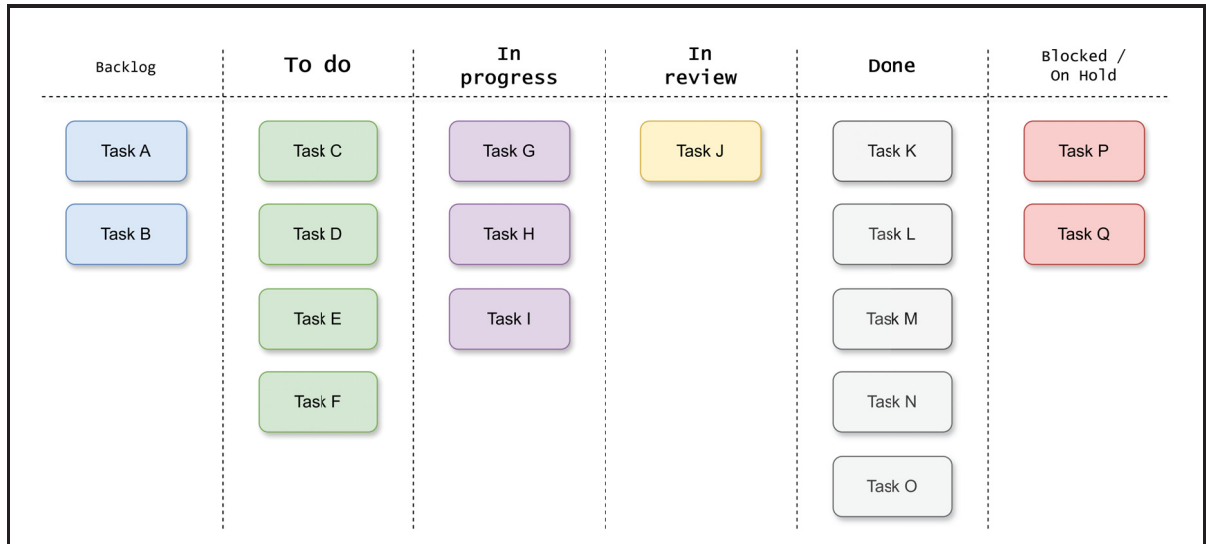 Backlog
To do
In
progress
In
review
Done
Blocked /
On Hold
Task A
Task B
Task C
Task D
Task E
Task F
Task G
Task H
Task I
Task J
Task K
Task L
Task M
Task N
Task O
Task P
Task Q